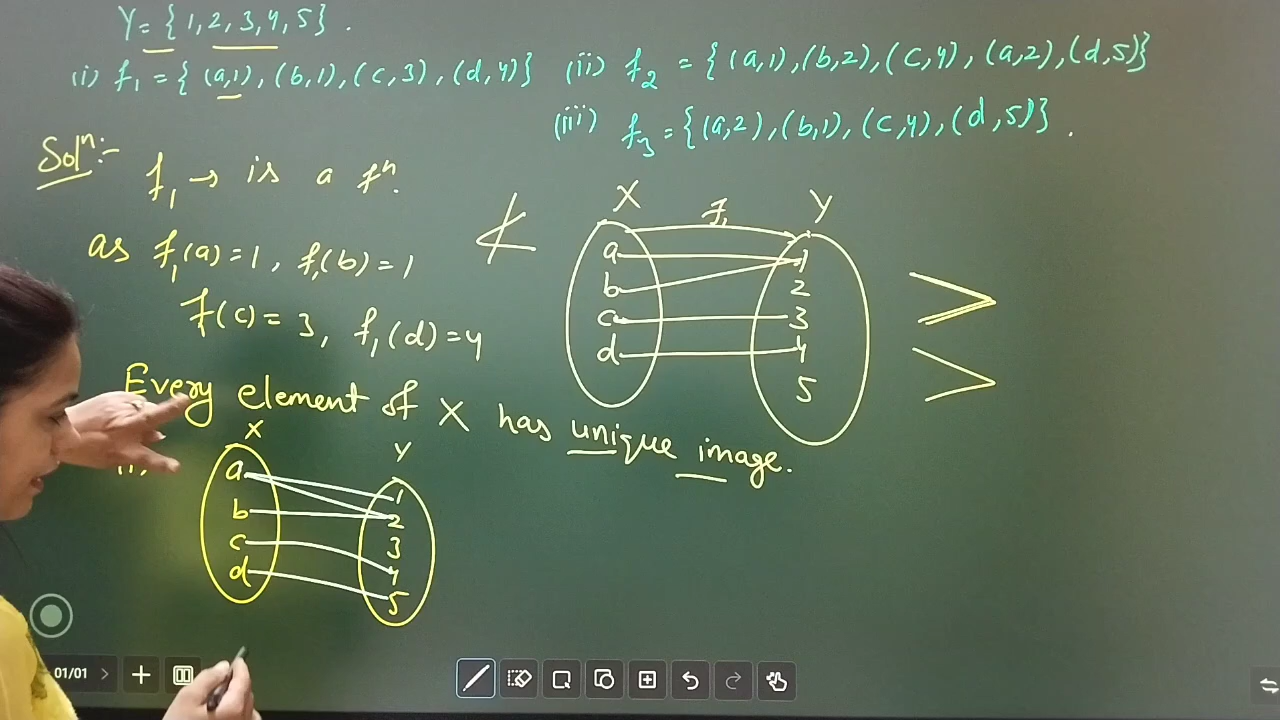 Y = {1,2,3,4,5}.
(i) f₁ = { (a,1), (b,1), (c,3), (d,4)}
(ii) f₂ = {(a,1),(b,2),(c,4), (a,2),(d,5)}
(iii) f₃ = {(a,2),(b,1),(c,4),(d,5)}.
Solⁿ:-
f₁ → is a fⁿ.
as f₁(a)=1, f₁(b)=1
f(c)=3, f₁(d)=4
X f₁ Y
a 1
b 2
c 3
d 4
5
Every element of X has unique image.
X Y
a 1
b 2
c 3
d 4
5
01/01